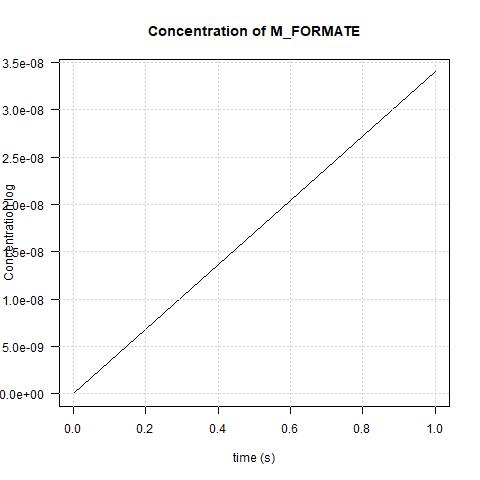 Concentration of M_FORMATE
3.5e-08
3.0e-08
2.5e-08
2.0e-08
1.5e-08
1.0e-08
5.0e-09
0.0e+00
Concentration log
0.0 0.2 0.4 0.6 0.8 1.0
time (s)